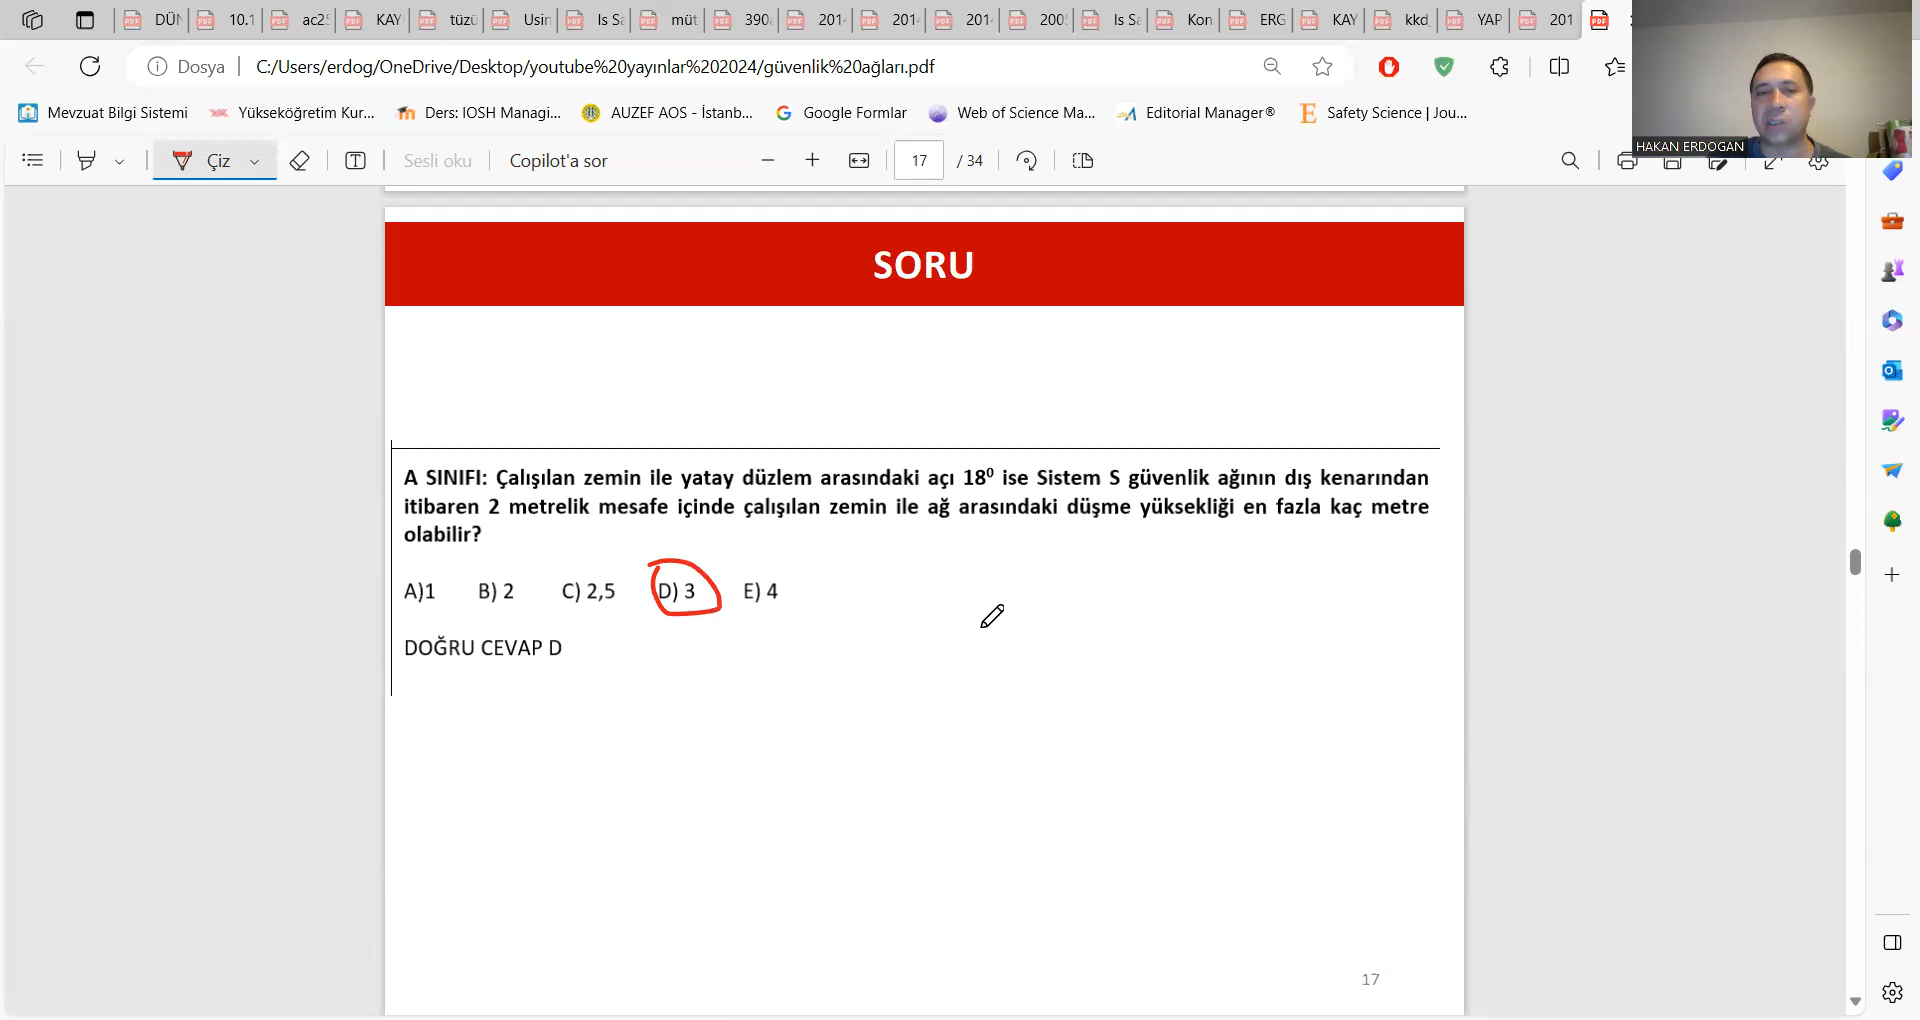 DÜN
10.1
ac2
KAY
tüzü
Usin
Is Sa
müt
390
201
201
201
200
Is Sa
Kon
ERG
KAY
kkd_
YAP
201
Dosya
C:/Users/erdog/OneDrive/Desktop/youtube%20yayınlar%202024/güvenlik%20ağları.pdf
Mevzuat Bilgi Sistemi
Yükseköğretim Kur...
Ders: IOSH Managi...
AUZEF AOS - İstanb...
Google Formlar
Web of Science Ma...
Editorial Manager®
Safety Science | Jou...
HAKAN ERDOGAN
Çiz
Sesli oku
Copilot'a sor
17 / 34
SORU
A SINIFI: Çalışılan zemin ile yatay düzlem arasındaki açı 18⁰ ise Sistem S güvenlik ağının dış kenarından
itibaren 2 metrelik mesafe içinde çalışılan zemin ile ağ arasındaki düşme yüksekliği en fazla kaç metre
olabilir?
A)1 B) 2 C) 2,5 D) 3 E) 4
DOĞRU CEVAP D
17